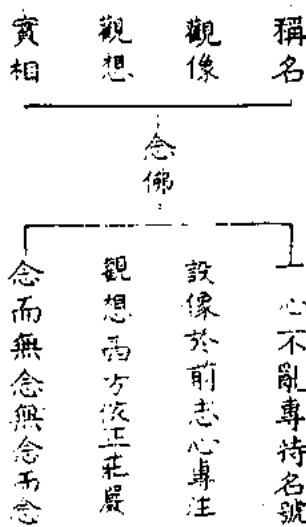 稱名
觀像
觀想
實相
念佛
一心不亂專持名號
設像於前志心專注
觀想西方依正莊嚴
念而無念無念而念